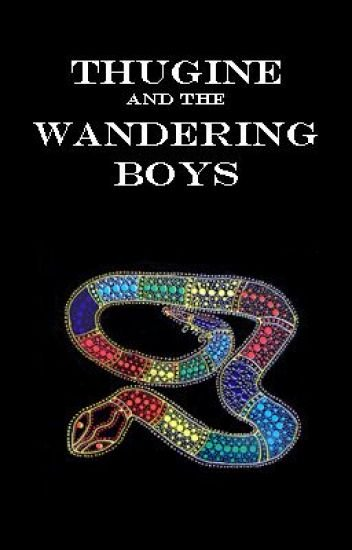 THUGINE
AND THE
WANDERING
BOYS